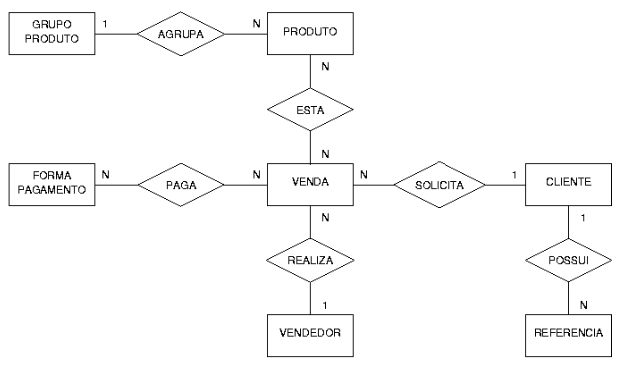 GRUPO
PRODUTO
1
AGRUPA
N
PRODUTO
N
ESTA
N
FORMA
PAGAMENTO
N
PAGA
N
VENDA
N
SOLICITA
1
CLIENTE
N
REALIZA
1
VENDEDOR
1
POSSUI
N
REFERENCIA